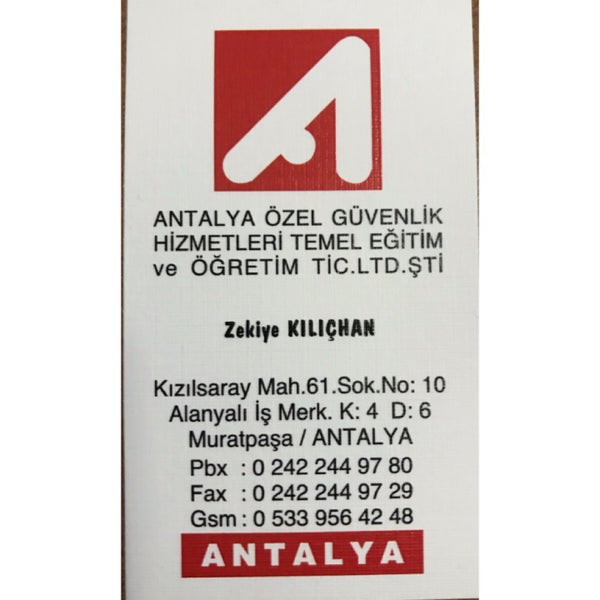 ANTALYA ÖZEL GÜVENLİK
HİZMETLERİ TEMEL EĞİTİM
ve ÖĞRETİM TİC.LTD.ŞTİ
Zekiye KILIÇHAN
Kızılsaray Mah.61.Sok.No: 10
Alanyalı İş Merk. K: 4 D: 6
Muratpaşa / ANTALYA
Pbx : 0 242 244 97 80
Fax : 0 242 244 97 29
Gsm : 0 533 956 42 48
ANTALYA